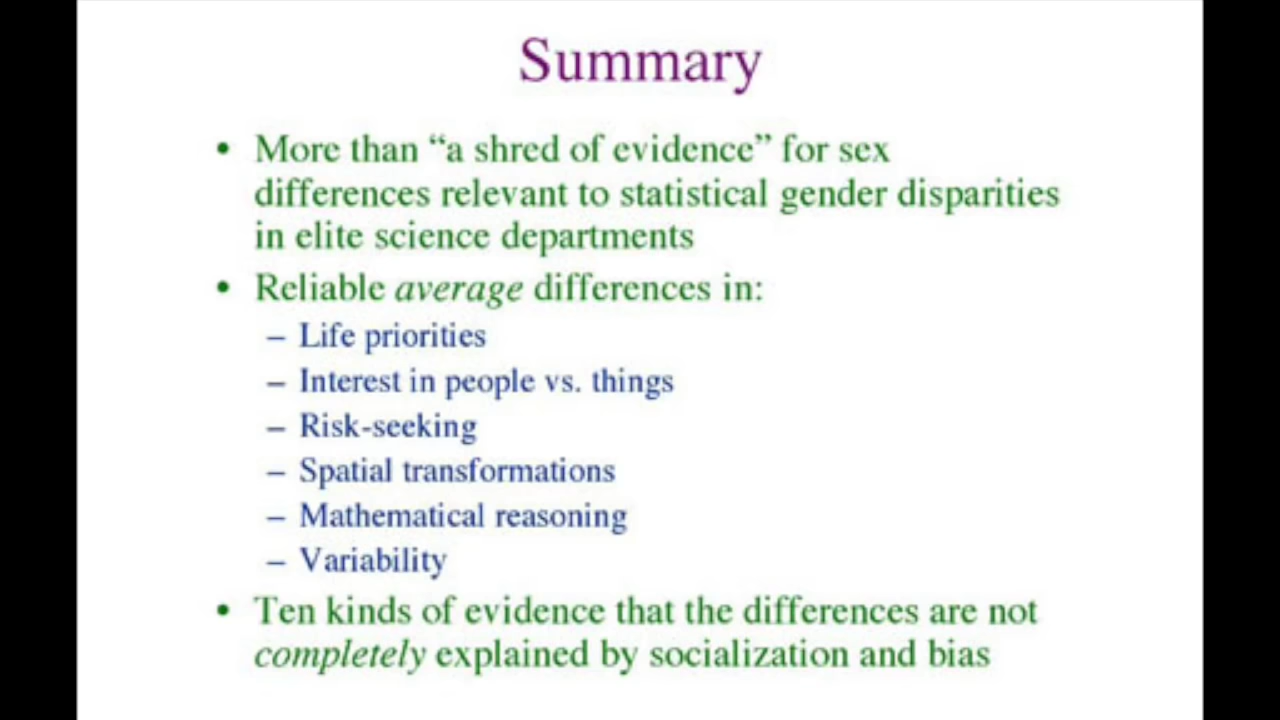 Summary
• More than “a shred of evidence” for sex
differences relevant to statistical gender disparities
in elite science departments
• Reliable average differences in:
– Life priorities
– Interest in people vs. things
– Risk-seeking
– Spatial transformations
– Mathematical reasoning
– Variability
• Ten kinds of evidence that the differences are not
completely explained by socialization and bias